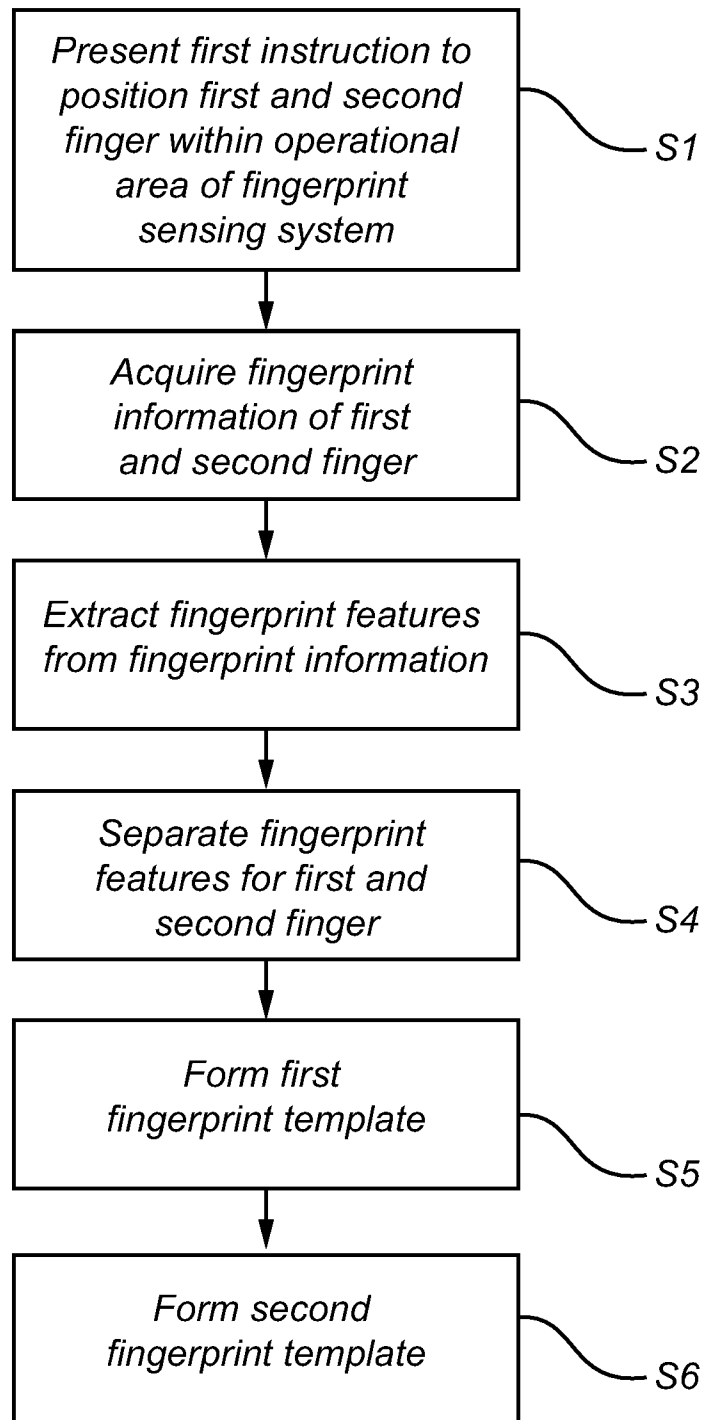 Present first instruction to
position first and second
finger within operational
area of fingerprint
sensing system
S1
Acquire fingerprint
information of first
and second finger
S2
Extract fingerprint features
from fingerprint information
S3
Separate fingerprint
features for first and
second finger
S4
Form first
fingerprint template
S5
Form second
fingerprint template
S6